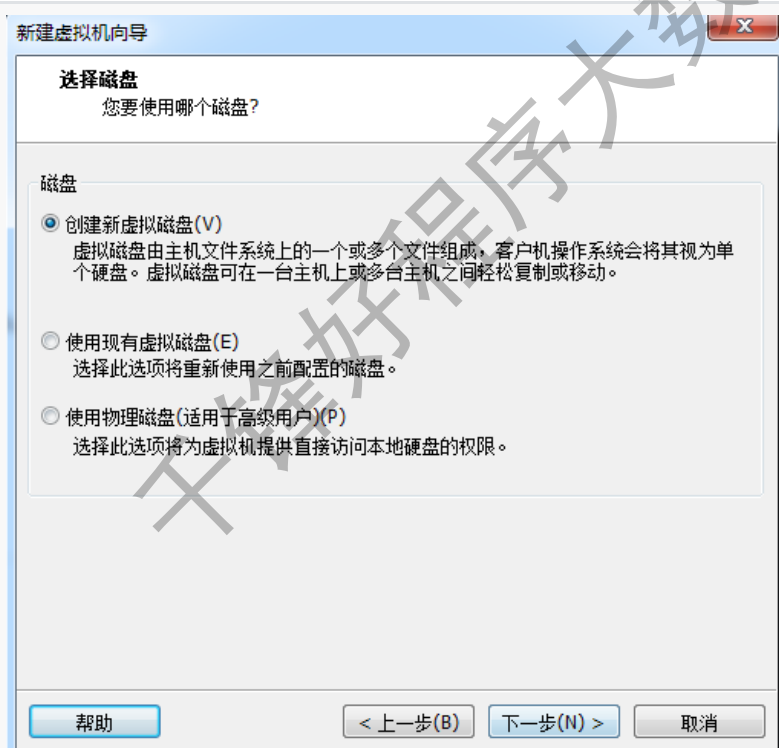 新建虚拟机向导
选择磁盘
您要使用哪个磁盘?
磁盘
创建新虚拟磁盘(V)
虚拟磁盘由主机文件系统上的一个或多个文件组成，客户机操作系统会将其视为单
个硬盘。虚拟磁盘可在一台主机上或多台主机之间轻松复制或移动。
使用现有虚拟磁盘(E)
选择此选项将重新使用之前配置的磁盘。
使用物理磁盘(适用于高级用户)(P)
选择此选项将为虚拟机提供直接访问本地硬盘的权限。
千锋好程序大数
帮助
< 上一步(B)
下一步(N) >
取消